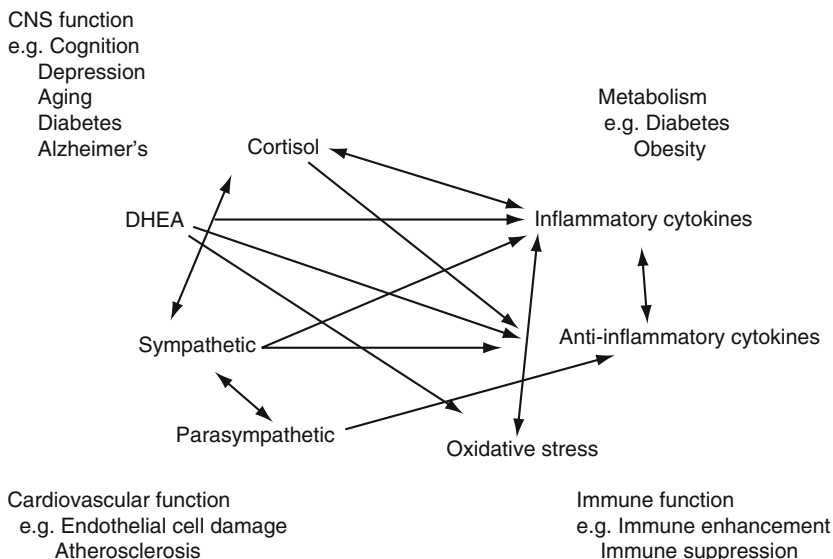 CNS function
e.g. Cognition
Depression
Aging
Diabetes
Alzheimer's
Metabolism
e.g. Diabetes
Obesity
Cortisol
DHEA
Inflammatory cytokines
Sympathetic
Anti-inflammatory cytokines
Parasympathetic
Oxidative stress
Cardiovascular function
e.g. Endothelial cell damage
Atherosclerosis
Immune function
e.g. Immune enhancement
Immune suppression